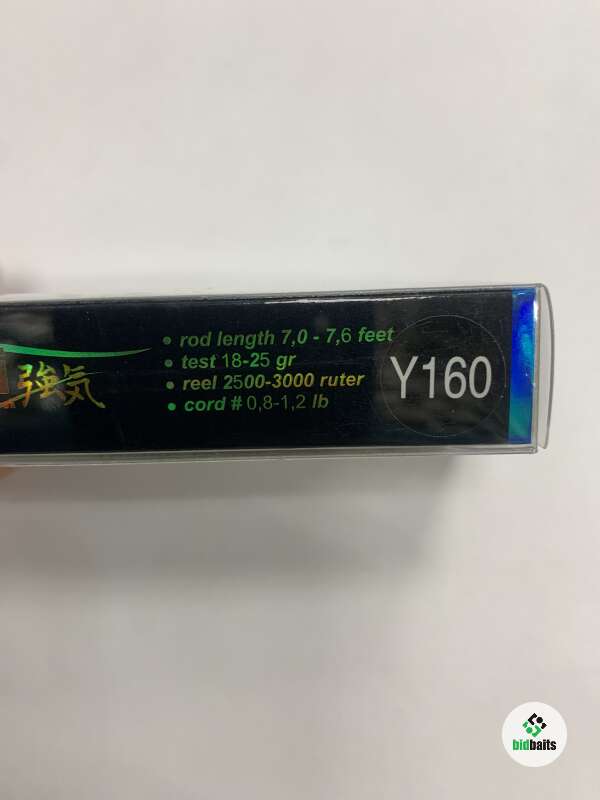 • rod length 7,0 - 7,6 feet
• test 18-25 gr
• reel 2500-3000 ruter
• cord # 0,8-1,2 lb
強気
Y160
bidbaits